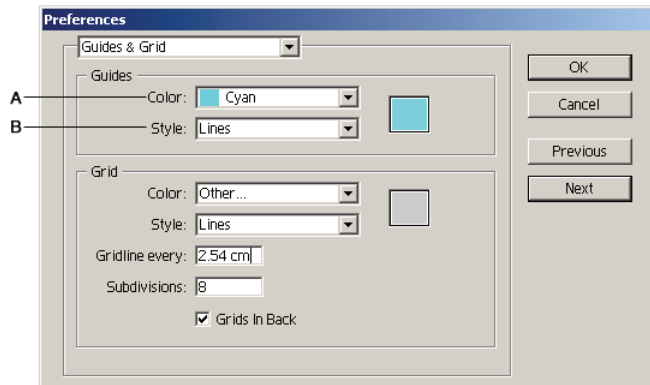 Preferences
Guides & Grid
Guides
A Color: Cyan
B Style: Lines
Grid
Color: Other...
Style: Lines
Gridline every: 2.54 cm
Subdivisions: 8
Grids In Back
OK
Cancel
Previous
Next